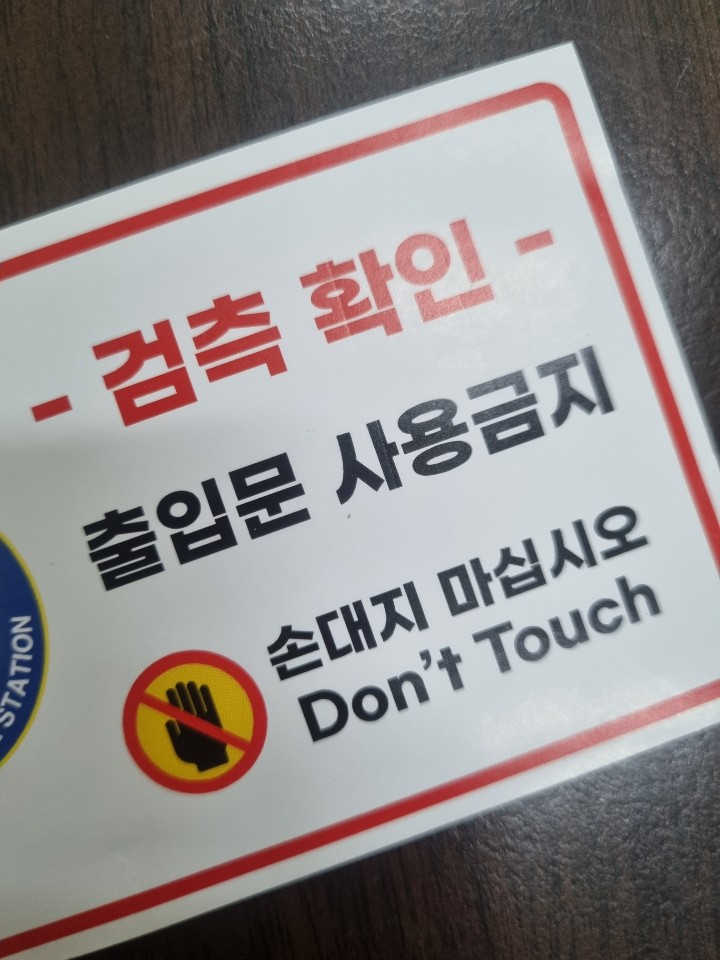 - 검측 확인 -
출입문 사용금지
손대지 마십시오
Don't Touch
STATION